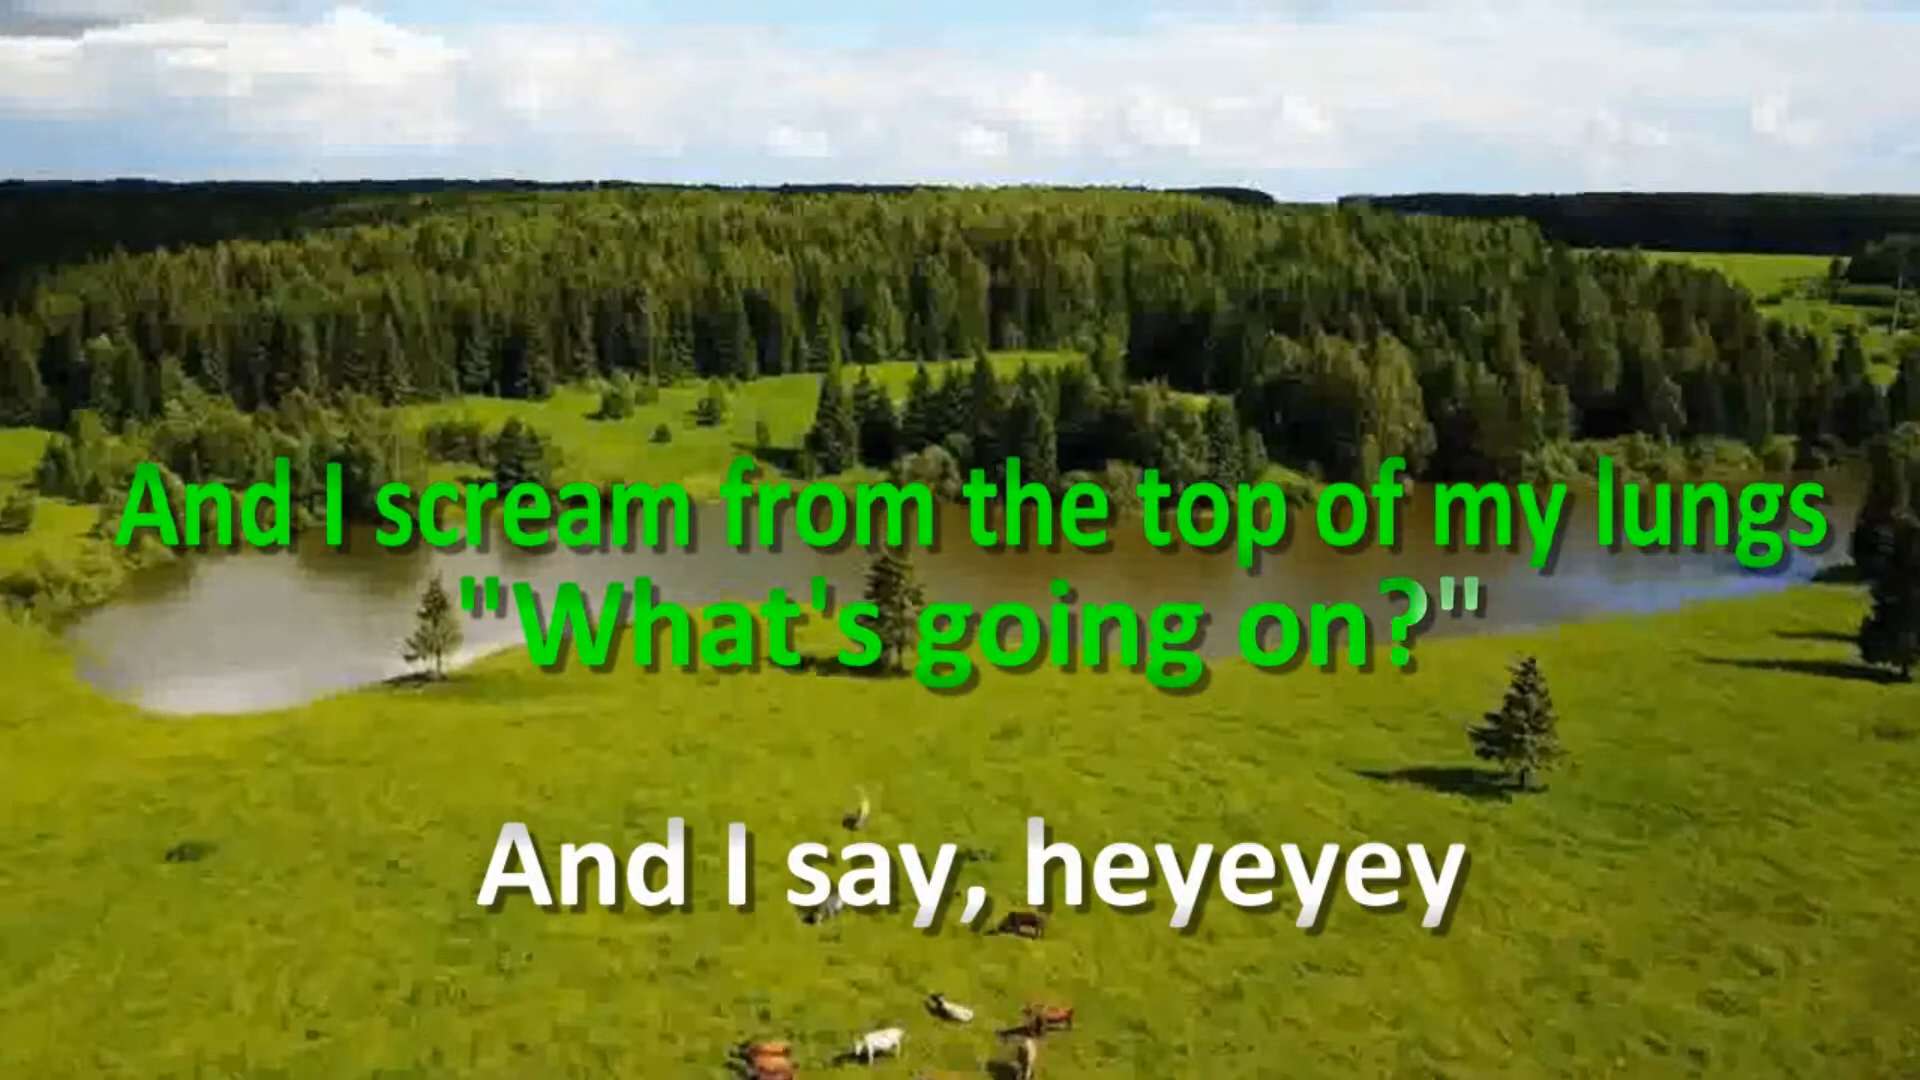 And I scream from the top of my lungs
"What's going on?"
And I say, heyeyey